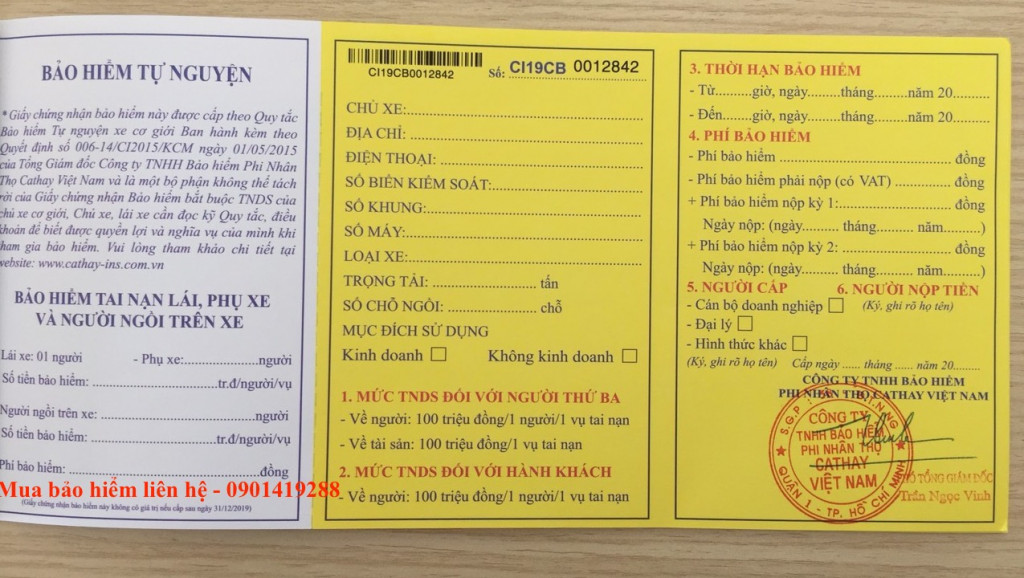 BẢO HIỂM TỰ NGUYỆN
*Giấy chứng nhận bảo hiểm này được cấp theo Quy tắc
Bảo hiểm Tự nguyện xe cơ giới Ban hành kèm theo
Quyết định số 006-14/CI2015/KCM ngày 01/05/2015
của Tổng Giám đốc Công ty TNHH Bảo hiểm Phi Nhân
Thọ Cathay Việt Nam và là một bộ phận không thể tách
rời của Giấy chứng nhận Bảo hiểm bắt buộc TNDS của
chủ xe cơ giới, Chủ xe, lái xe cần đọc kỹ Quy tắc, điều
khoản để biết được quyền lợi và nghĩa vụ của mình khi
tham gia bảo hiểm. Vui lòng tham khảo chi tiết tại
website: www.cathay-ins.com.vn
BẢO HIỂM TAI NẠN LÁI, PHỤ XE
VÀ NGƯỜI NGỒI TRÊN XE
Lái xe: 01 người - Phụ xe:...................người
Số tiền bảo hiểm: ...........................tr.đ/người/vụ
Người ngồi trên xe: ..............................người
Số tiền bảo hiểm: ...........................tr.đ/người/vụ
Phí bảo hiểm: ........................................đồng
Mua bảo hiểm liên hệ - 0901419288
(Giấy chứng nhận bảo hiểm này không có giá trị nếu cấp sau ngày 31/12/2019)
CI19CB0012842 Số: CI19CB 0012842
CHỦ XE:........................................
ĐỊA CHỈ: ........................................
ĐIỆN THOẠI: ........................................
SỐ BIỂN KIỂM SOÁT:........................................
SỐ KHUNG:........................................
SỐ MÁY:........................................
LOẠI XE:........................................
TRỌNG TẢI: ............................ tấn
SỐ CHỖ NGỒI: ........................ chỗ
MỤC ĐÍCH SỬ DỤNG
Kinh doanh ☐ Không kinh doanh ☐
1. MỨC TNDS ĐỐI VỚI NGƯỜI THỨ BA
- Về người: 100 triệu đồng/1 người/1 vụ tai nạn
- Về tài sản: 100 triệu đồng/1 vụ tai nạn
2. MỨC TNDS ĐỐI VỚI HÀNH KHÁCH
- Về người: 100 triệu đồng/1 người/1 vụ tai nạn
3. THỜI HẠN BẢO HIỂM
- Từ.........giờ, ngày.........tháng.........năm 20..........
- Đến.......giờ, ngày.........tháng.........năm 20..........
4. PHÍ BẢO HIỂM
- Phí bảo hiểm ........................................ đồng
- Phí bảo hiểm phải nộp (có VAT) ................ đồng
+ Phí bảo hiểm nộp kỳ 1:............................đồng
Ngày nộp: (ngày......... tháng .........năm..........)
+ Phí bảo hiểm nộp kỳ 2: ............................ đồng
Ngày nộp: (ngày......... tháng ......... năm..........)
5. NGƯỜI CẤP 6. NGƯỜI NỘP TIỀN
- Cán bộ doanh nghiệp ☐ (Ký, ghi rõ họ tên)
- Đại lý ☐
- Hình thức khác ☐
(Ký, ghi rõ họ tên) Cấp ngày ...... tháng ...... năm 20.......
CÔNG TY TNHH BẢO HIỂM
PHI NHÂN THỌ CATHAY VIỆT NAM
CÔNG TY
TNHH BẢO HIỂM
PHI NHÂN THỌ
CATHAY
VIỆT NAM
QUẬN 1 - TP. HỒ CHÍ MINH
PHÓ TỔNG GIÁM ĐỐC
Trần Ngọc Vinh